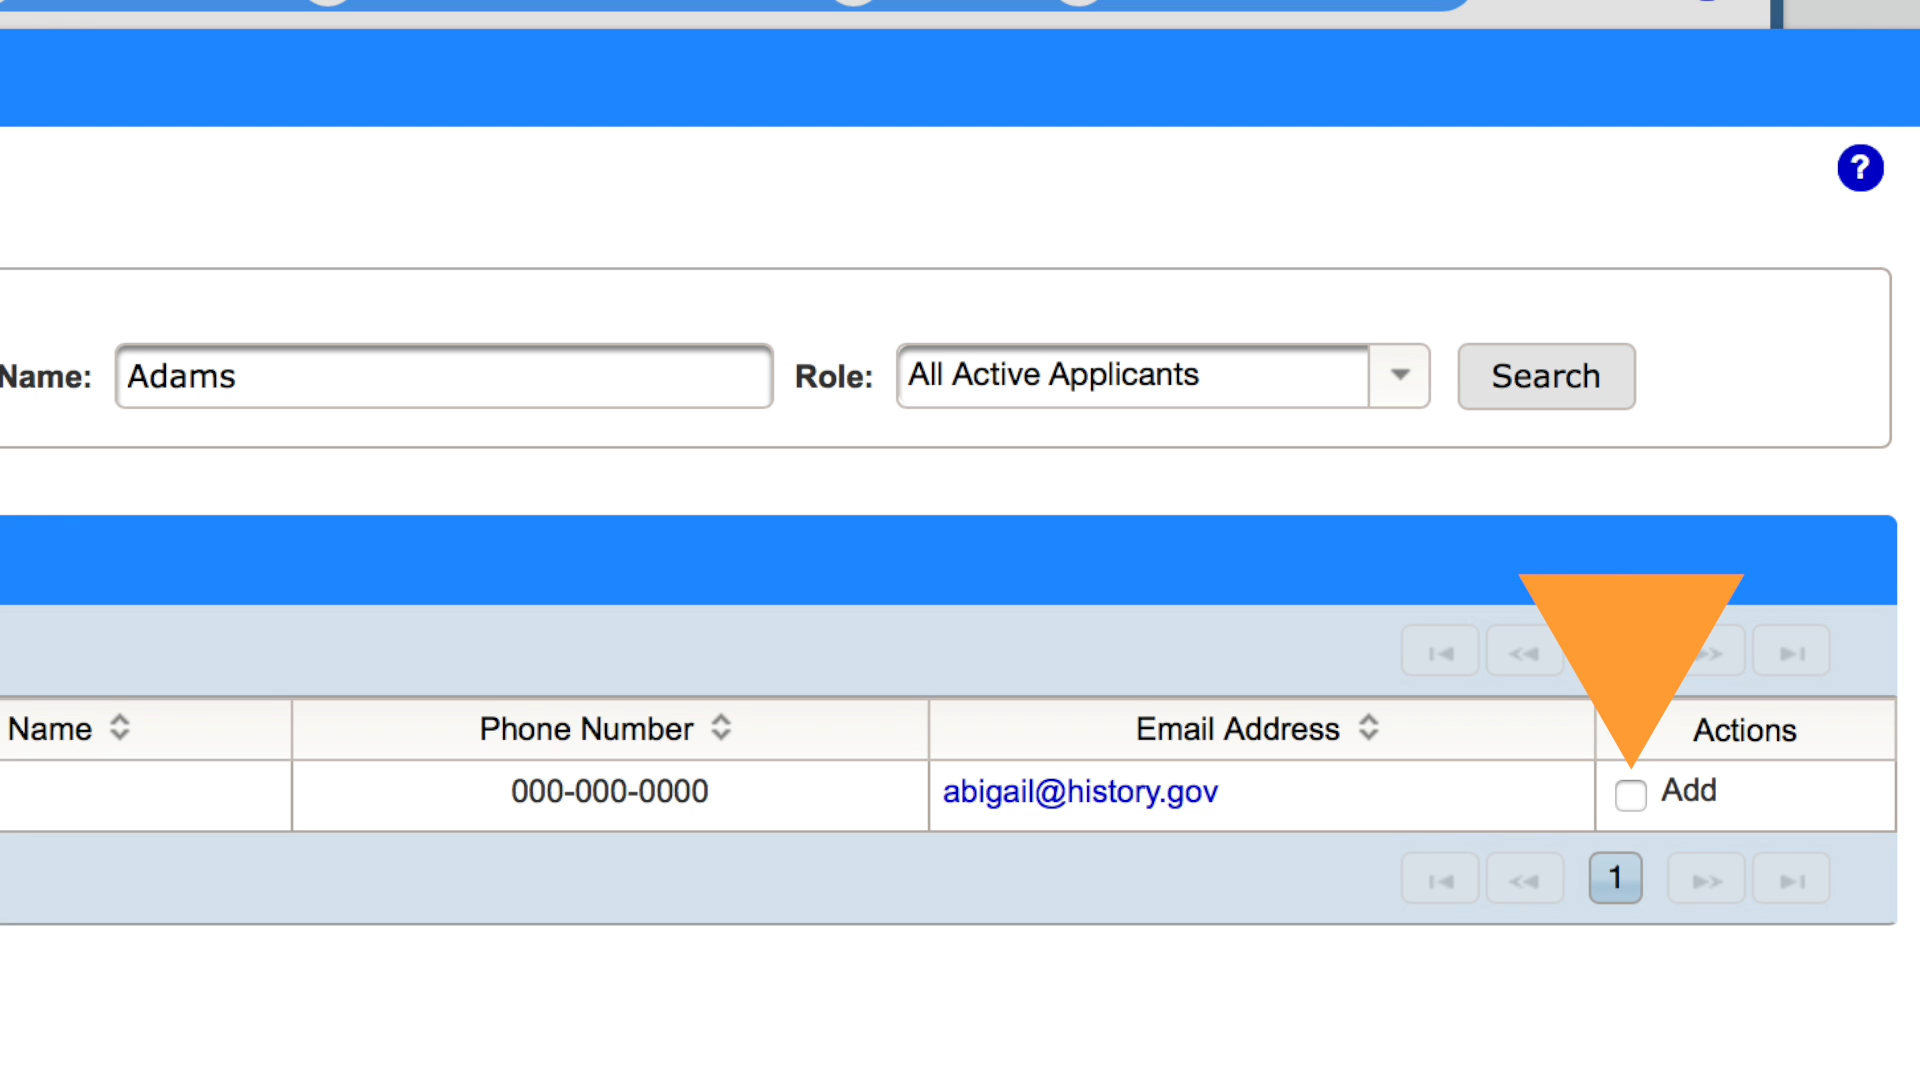 ?
Name: Adams Role: All Active Applicants Search
Name Phone Number Email Address Actions
000-000-0000 abigail@history.gov Add
1